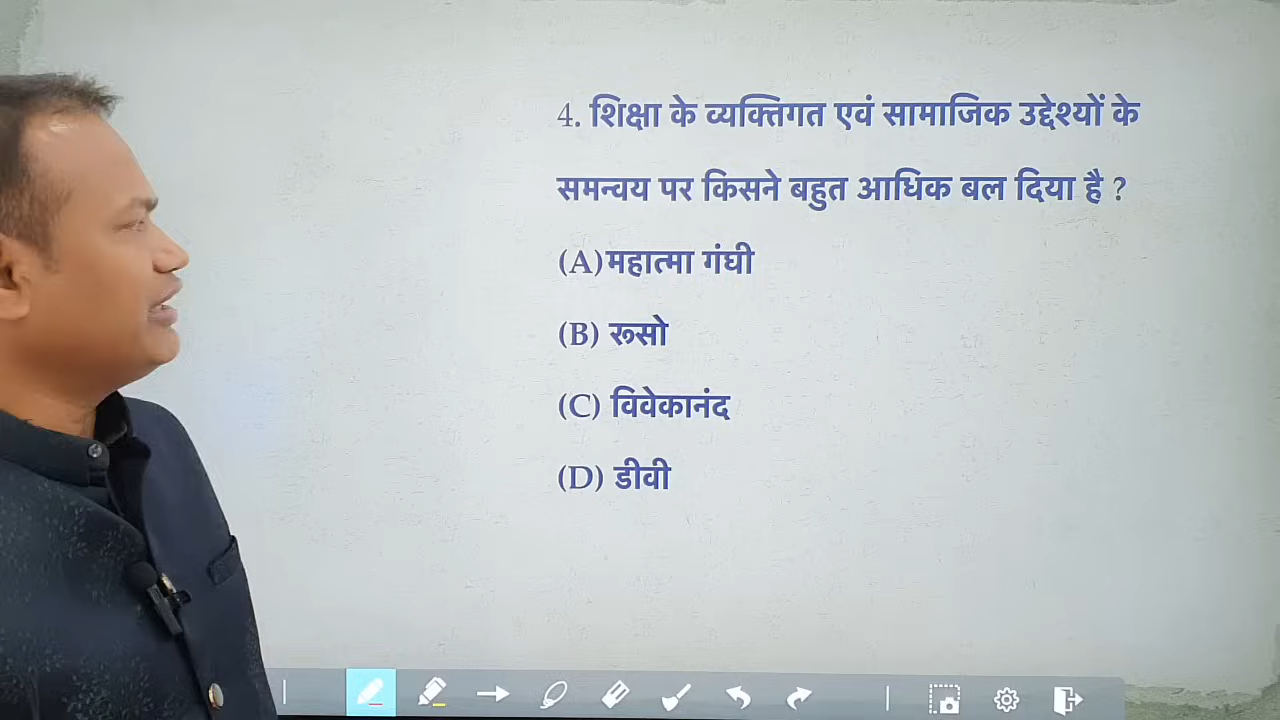 4. शिक्षा के व्यक्तिगत एवं सामाजिक उद्देश्यों के
समन्वय पर किसने बहुत आधिक बल दिया है ?
(A)महात्मा गंघी
(B) रूसो
(C) विवेकानंद
(D) डीवी